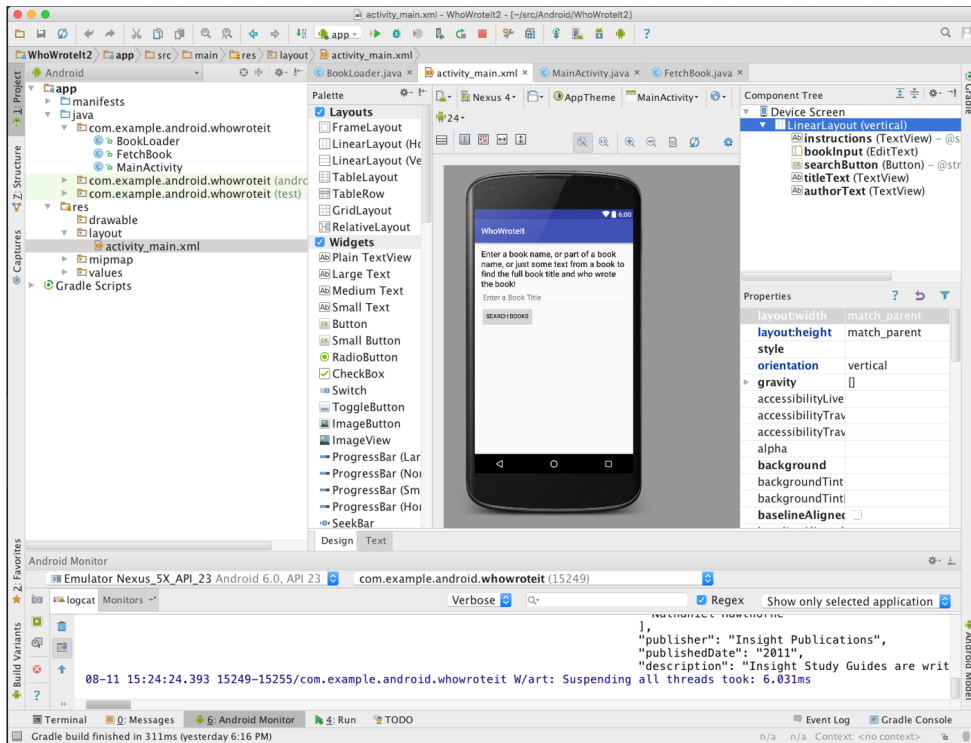 activity_main.xml - WhoWroteIt2 - [~/src/Android/WhoWroteIt2]
app
?
WhoWroteIt2 app src main res layout activity_main.xml
Android
BookLoader.java × activity_main.xml × MainActivity.java × FetchBook.java ×
1: Project
Z: Structure
Captures
2: Favorites
Build Variants
app
manifests
java
com.example.android.whowroteit
BookLoader
FetchBook
MainActivity
com.example.android.whowroteit (andro
com.example.android.whowroteit (test)
res
drawable
layout
activity_main.xml
mipmap
values
Gradle Scripts
Palette
Layouts
FrameLayout
LinearLayout (Ho
LinearLayout (Ve
TableLayout
TableRow
GridLayout
RelativeLayout
Widgets
Plain TextView
Large Text
Medium Text
Small Text
Button
Small Button
RadioButton
CheckBox
Switch
ToggleButton
ImageButton
ImageView
ProgressBar (Lar
ProgressBar (No
ProgressBar (Sm
ProgressBar (Ho
SeekBar
Nexus 4 AppTheme MainActivity
24
6:00
WhoWroteIt
Enter a book name, or part of a book
name, or just some text from a book to
find the full book title and who wrote
the book!
Enter a Book Title
SEARCH BOOKS
Design Text
Component Tree
Device Screen
LinearLayout (vertical)
instructions (TextView) - @s
bookInput (EditText)
searchButton (Button) - @str
titleText (TextView)
authorText (TextView)
Properties ?
layout:width match_parent
layout:height match_parent
style
orientation vertical
gravity []
accessibilityLive
accessibilityTrav
accessibilityTrav
alpha
background
backgroundTint
backgroundTintl
baselineAligned
Gradle
Android Model
Android Monitor
Emulator Nexus_5X_API_23 Android 6.0, API 23 com.example.android.whowroteit (15249)
logcat Monitors Verbose Regex Show only selected application
"Nathaniel Hawthorne"
],
"publisher": "Insight Publications",
"publishedDate": "2011",
"description": "Insight Study Guides are writ
08-11 15:24:24.393 15249-15255/com.example.android.whowroteit W/art: Suspending all threads took: 6.031ms
?
Terminal 0: Messages 6: Android Monitor 4: Run TODO Event Log Gradle Console
Gradle build finished in 311ms (yesterday 6:16 PM) n/a n/a Context: <no context>